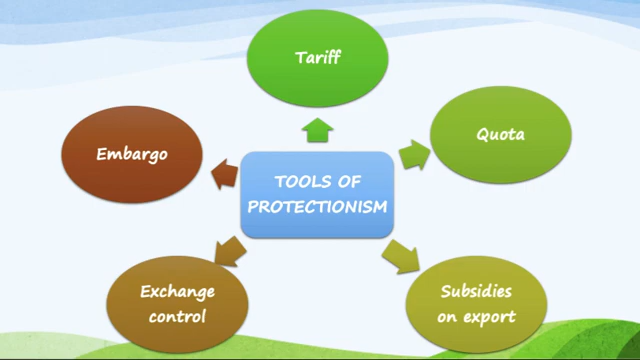 Tariff
Quota
Embargo
TOOLS OF
PROTECTIONISM
Exchange
control
Subsidies
on export